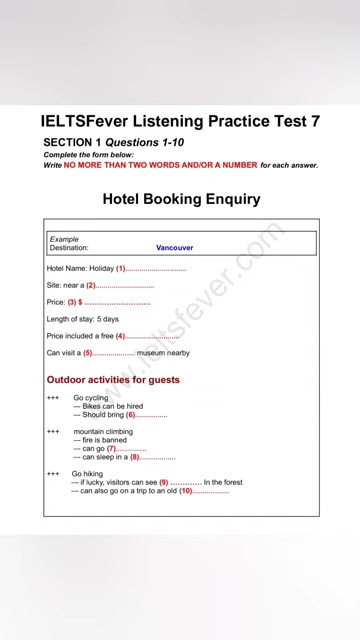 IELTSFever Listening Practice Test 7
SECTION 1 Questions 1-10
Complete the form below:
Write NO MORE THAN TWO WORDS AND/OR A NUMBER for each answer.
Hotel Booking Enquiry
Example
Destination: Vancouver
Hotel Name: Holiday (1)...............................
Site: near a (2).............................
Price: (3) $ ………………………
Length of stay: 5 days
Price included a free (4)...........................
Can visit a (5)..................... museum nearby
Outdoor activities for guests
+++ Go cycling
--- Bikes can be hired
--- Should bring (6)................
+++ mountain climbing
--- fire is banned
--- can go (7)...............
--- can sleep in a (8)..................
+++ Go hiking
--- if lucky, visitors can see (9) …………. In the forest
--- can also go on a trip to an old (10)..................
www.ieltsfever.com